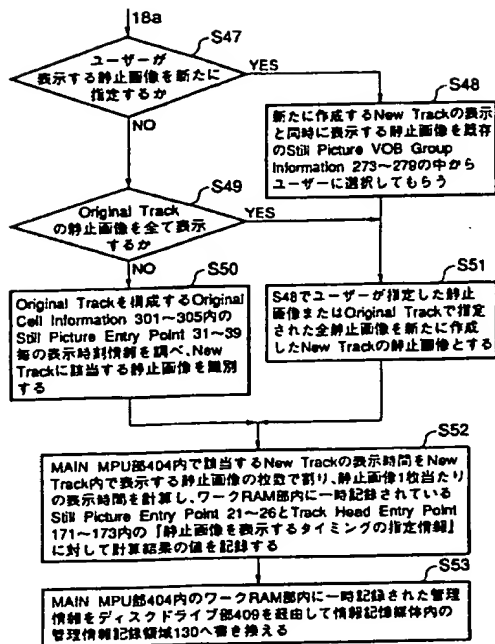 18a
S47
ユーザーが
表示する静止画像を新たに
指定するか
YES
NO
S48
新たに作成するNew Trackの表示
と同時に表示する静止画像を既存
のStill Picture VOB Group
Information 273〜279の中から
ユーザーに選択してもらう
S49
Original Track
の静止画像を全て表示
するか
YES
NO
S50
Original Trackを構成するOriginal
Cell Information 301〜305内の
Still Picture Entry Point 31〜39
毎の表示時刻情報を調べ、New
Trackに該当する静止画像を識別
する
S51
S48でユーザーが指定した静止
画像またはOriginal Trackで指定
された全静止画像を新たに作成
したNew Trackの静止画像とする
S52
MAIN MPU部404内で該当するNew Trackの表示時間をNew
Track内で表示する静止画像の枚数で割り、静止画像1枚当たり
の表示時間を計算し、ワークRAM部内に一時記録されている
Still Picture Entry Point 21〜26とTrack Head Entry Point
171〜173内の「静止画像を表示するタイミングの指定情報」
に対して計算結果の値を記録する
S53
MAIN MPU部404内のワークRAM部内に一時記録された管理
情報をディスクドライブ部409を経由して情報記憶媒体内の
管理情報記録領域130へ書き換える